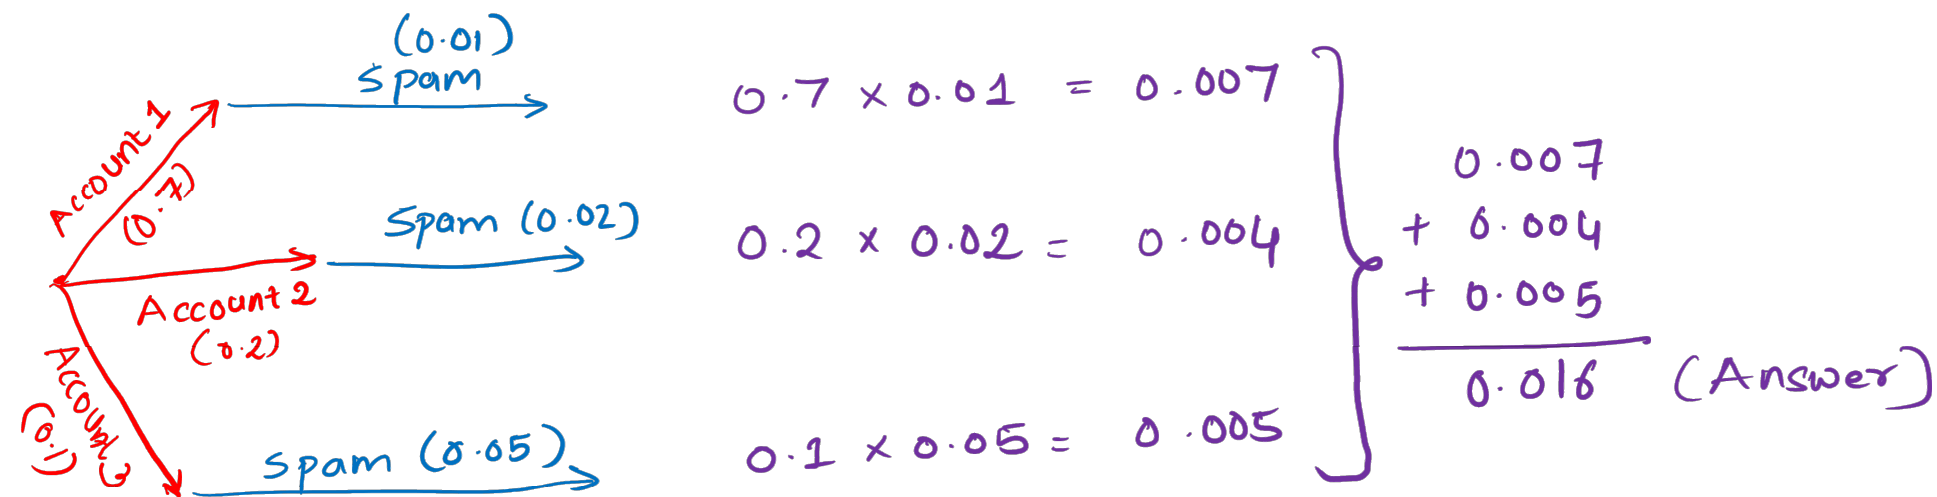 Account 1
(0.7)
(0.01)
Spam
0.7 × 0.01 = 0.007
Account 2
(0.2)
Spam (0.02)
0.2 × 0.02 = 0.004
Account 3
(0.1)
Spam (0.05)
0.1 × 0.05 = 0.005
0.007
+ 0.004
+ 0.005
0.016 (Answer)